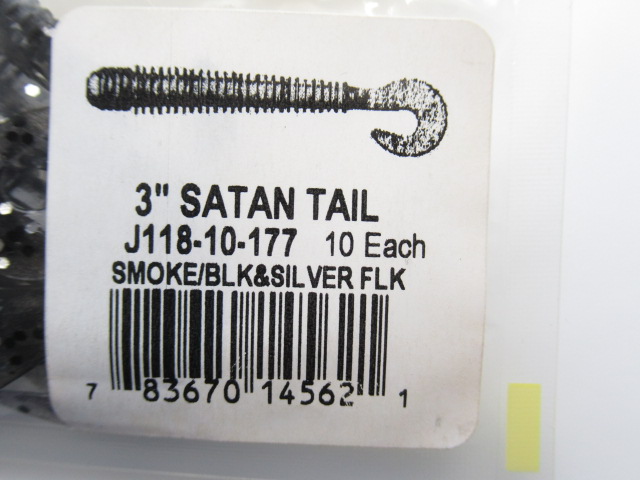 3" SATAN TAIL
J118-10-177 10 Each
SMOKE/BLK&SILVER FLK
7 83670 14562 1